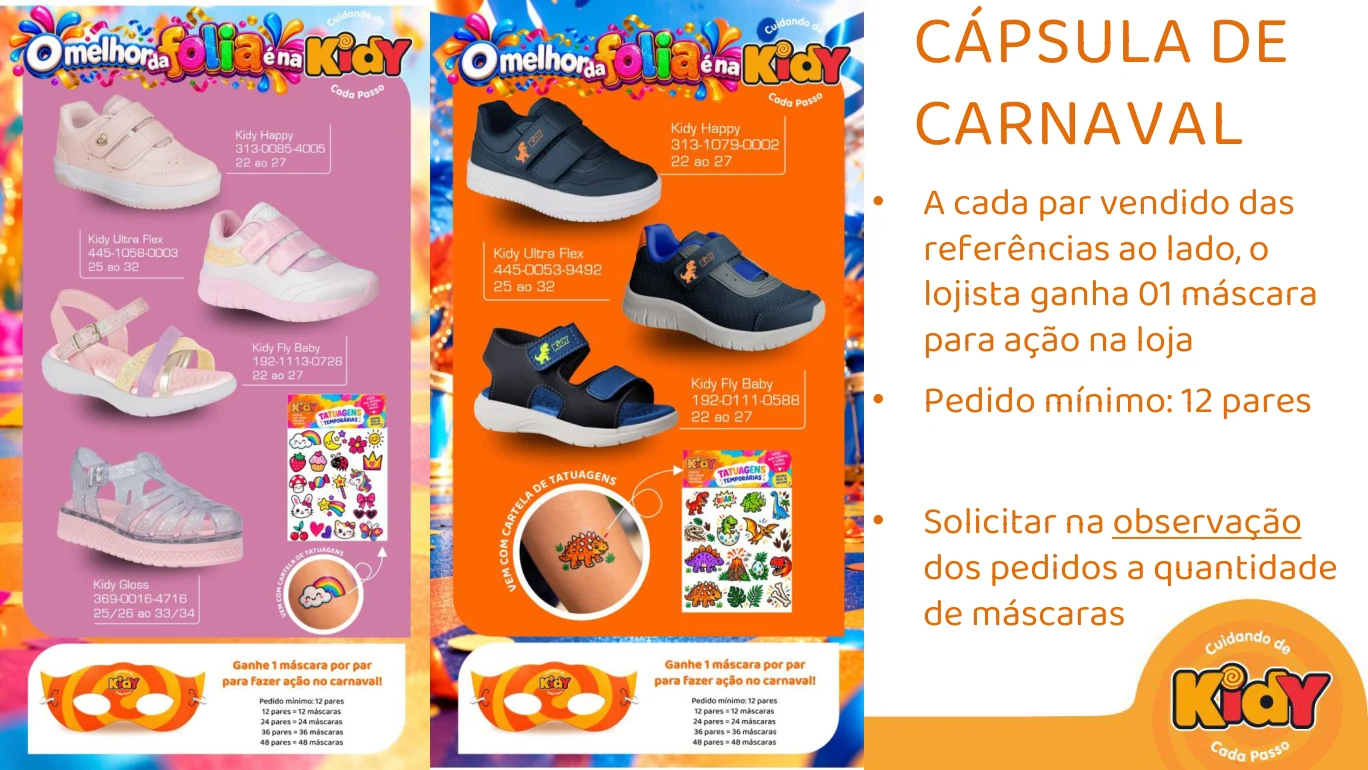 O melhor da folia é na Kidy
Cuidando de
Cada Passo
Kidy Happy
313-0085-4005
22 ao 27
Kidy Ultra Flex
445-1058-0003
25 ao 32
Kidy Fly Baby
192-1113-0728
22 ao 27
KIDY
TATUAGENS
TEMPORÁRIAS
VEM COM CARTELA DE TATUAGENS
Kidy Gloss
369-0016-4716
25/26 ao 33/34
KIDY
Ganhe 1 máscara por par
para fazer ação no carnaval!
Pedido mínimo: 12 pares
12 pares = 12 máscaras
24 pares = 24 máscaras
36 pares = 36 máscaras
48 pares = 48 máscaras
O melhor da folia é na Kidy
Cuidando de
Cada Passo
Kidy Happy
313-1079-0002
22 ao 27
Kidy Ultra Flex
445-0053-9492
25 ao 32
Kidy Fly Baby
192-0111-0588
22 ao 27
VEM COM CARTELA DE TATUAGENS
KIDY
TATUAGENS
TEMPORÁRIAS
ROAR!
KIDY
Ganhe 1 máscara por par
para fazer ação no carnaval!
Pedido mínimo: 12 pares
12 pares = 12 máscaras
24 pares = 24 máscaras
36 pares = 36 máscaras
48 pares = 48 máscaras
CÁPSULA DE
CARNAVAL
• A cada par vendido das
referências ao lado, o
lojista ganha 01 máscara
para ação na loja
• Pedido mínimo: 12 pares
• Solicitar na observação
dos pedidos a quantidade
de máscaras
Cuidando de
Kidy
Cada Passo